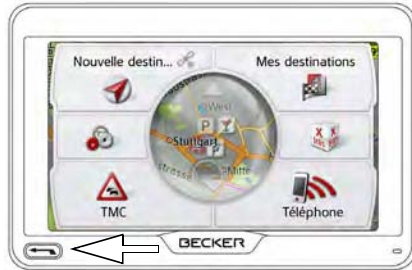 Nouvelle destin...
Mes destinations
West
P
Stuttgart
P
Mitte
TMC
Téléphone
BECKER